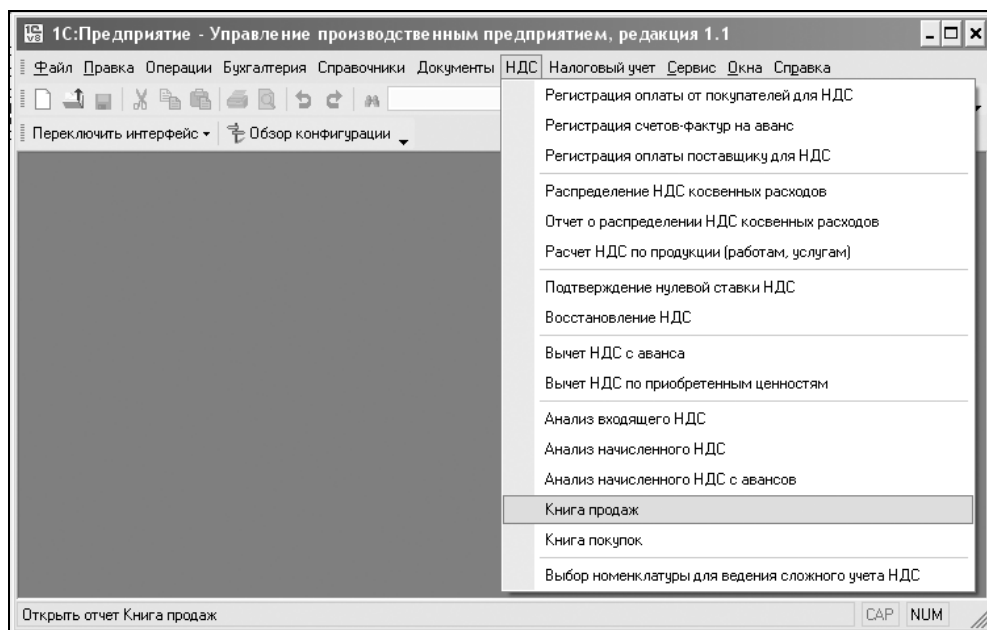 1С:Предприятие - Управление производственным предприятием, редакция 1.1
Файл Правка Операции Бухгалтерия Справочники Документы НДС Налоговый учет Сервис Окна Справка
Переключить интерфейс Обзор конфигурации
Регистрация оплаты от покупателей для НДС
Регистрация счетов-фактур на аванс
Регистрация оплаты поставщику для НДС
Распределение НДС косвенных расходов
Отчет о распределении НДС косвенных расходов
Расчет НДС по продукции (работам, услугам)
Подтверждение нулевой ставки НДС
Восстановление НДС
Вычет НДС с аванса
Вычет НДС по приобретенным ценностям
Анализ входящего НДС
Анализ начисленного НДС
Анализ начисленного НДС с авансов
Книга продаж
Книга покупок
Выбор номенклатуры для ведения сложного учета НДС
Открыть отчет Книга продаж CAP NUM